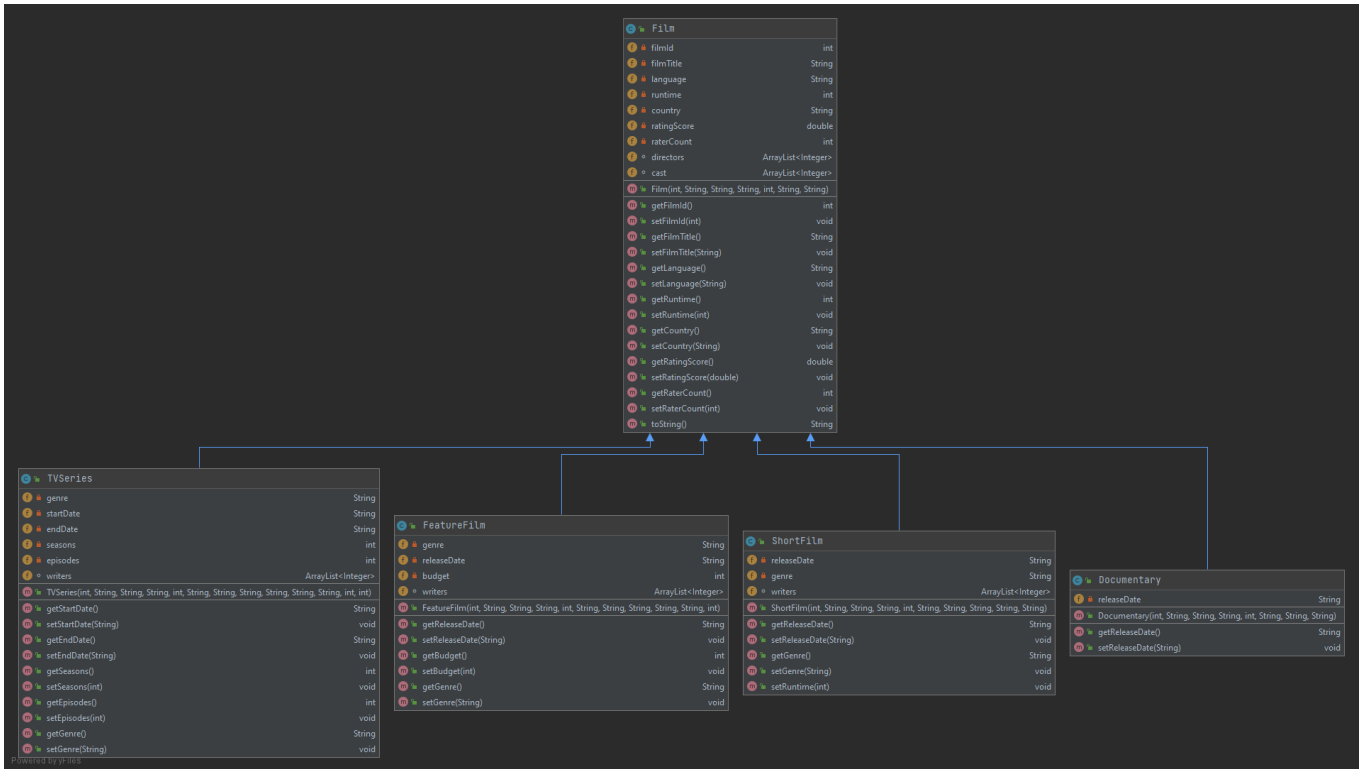 Film
filmId int
filmTitle String
language String
runtime int
country String
ratingScore double
raterCount int
directors ArrayList<Integer>
cast ArrayList<Integer>
Film(int, String, String, String, int, String, String)
getFilmId() int
setFilmId(int) void
getFilmTitle() String
setFilmTitle(String) void
getLanguage() String
setLanguage(String) void
getRuntime() int
setRuntime(int) void
getCountry() String
setCountry(String) void
getRatingScore() double
setRatingScore(double) void
getRaterCount() int
setRaterCount(int) void
toString() String
TVSeries
genre String
startDate String
endDate String
seasons int
episodes int
writers ArrayList<Integer>
TVSeries(int, String, String, String, int, String, String, String, String, String, String, int, int)
getStartDate() String
setStartDate(String) void
getEndDate() String
setEndDate(String) void
getSeasons() int
setSeasons(int) void
getEpisodes() int
setEpisodes(int) void
getGenre() String
setGenre(String) void
FeatureFilm
genre String
releaseDate String
budget int
writers ArrayList<Integer>
FeatureFilm(int, String, String, String, int, String, String, String, String, String, int)
getReleaseDate() String
setReleaseDate(String) void
getBudget() int
setBudget(int) void
getGenre() String
setGenre(String) void
ShortFilm
releaseDate String
genre String
writers ArrayList<Integer>
ShortFilm(int, String, String, String, int, String, String, String, String, String)
getReleaseDate() String
setReleaseDate(String) void
getGenre() String
setGenre(String) void
setRuntime(int) void
Documentary
releaseDate String
Documentary(int, String, String, String, int, String, String, String)
getReleaseDate() String
setReleaseDate(String) void
Powered by yFiles